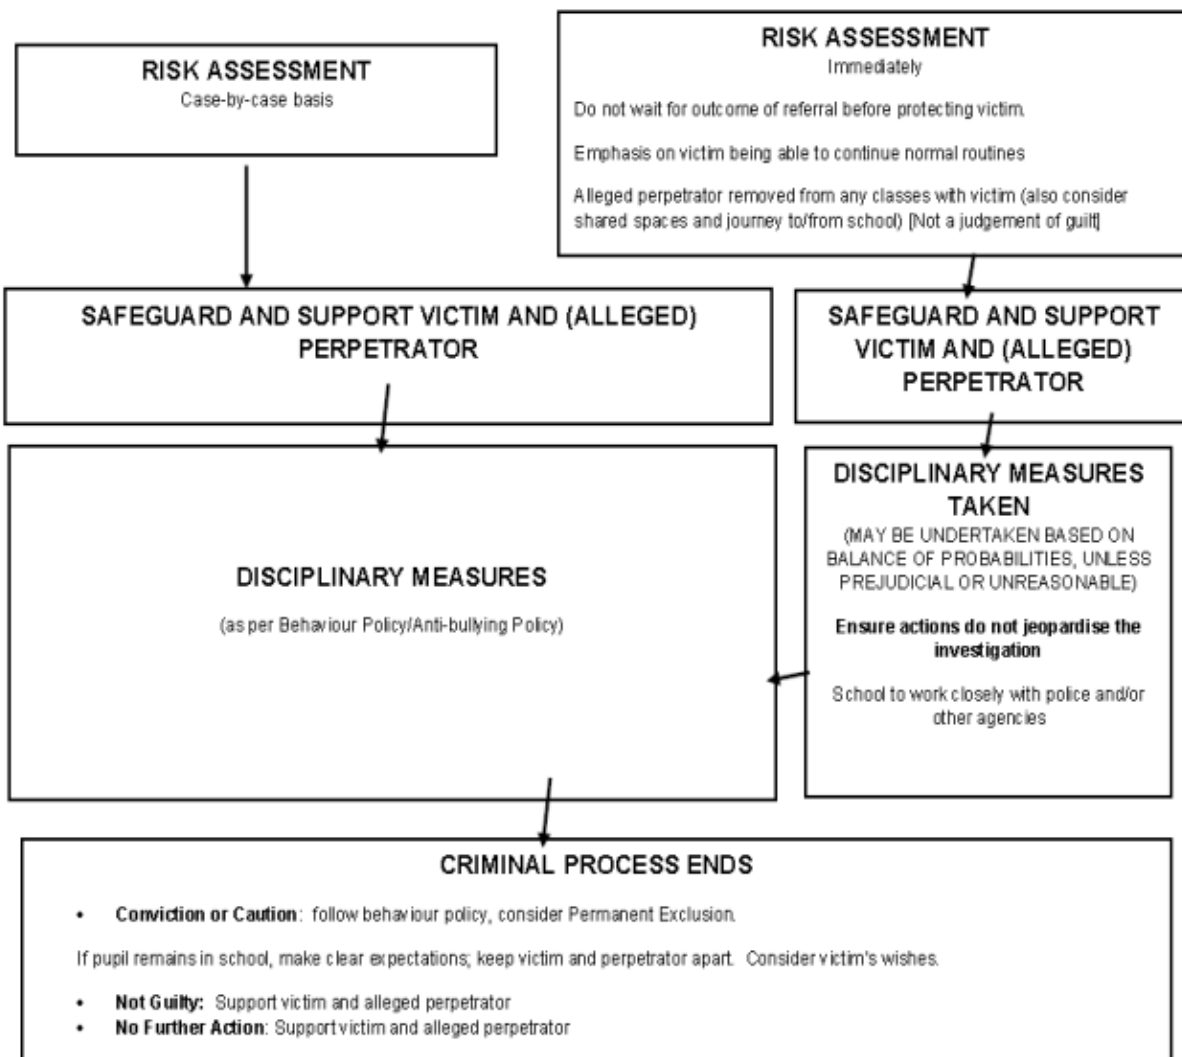 RISK ASSESSMENT
Case-by-case basis
RISK ASSESSMENT
Immediately
Do not wait for outcome of referral before protecting victim.
Emphasis on victim being able to continue normal routines
Alleged perpetrator removed from any classes with victim (also consider
shared spaces and journey to/from school) [Not a judgement of guilt]
SAFEGUARD AND SUPPORT VICTIM AND (ALLEGED)
PERPETRATOR
SAFEGUARD AND SUPPORT
VICTIM AND (ALLEGED)
PERPETRATOR
DISCIPLINARY MEASURES
(as per Behaviour Policy/Anti-bullying Policy)
DISCIPLINARY MEASURES
TAKEN
(MAY BE UNDERTAKEN BASED ON
BALANCE OF PROBABILITIES, UNLESS
PREJUDICIAL OR UNREASONABLE)
Ensure actions do not jeopardise the
investigation
School to work closely with police and/or
other agencies
CRIMINAL PROCESS ENDS
• Conviction or Caution: follow behaviour policy, consider Permanent Exclusion.
If pupil remains in school, make clear expectations; keep victim and perpetrator apart. Consider victim's wishes.
• Not Guilty: Support victim and alleged perpetrator
• No Further Action: Support victim and alleged perpetrator